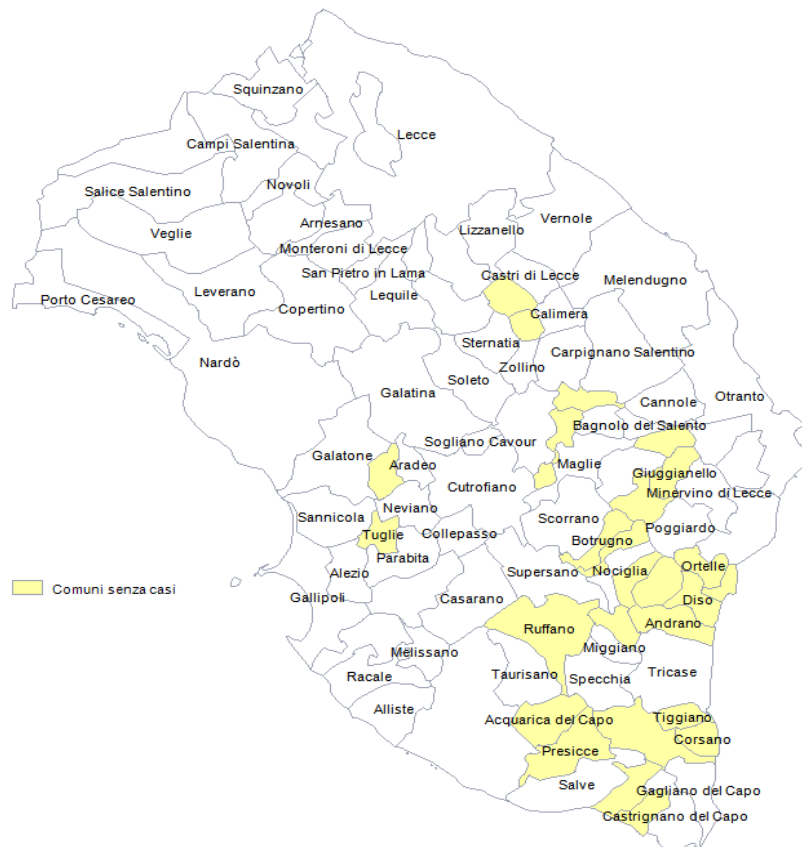 Squinzano
Lecce
Campi Salentina
Novoli
Salice Salentino
Vernole
Arnesano
Lizzanello
Veglie
Monteroni di Lecce
San Pietro in Lama
Castri di Lecce
Melendugno
Leverano
Lequile
Porto Cesareo
Copertino
Calimera
Sternatia
Carpignano Salentino
Nardò
Zollino
Soleto
Galatina
Otranto
Cannole
Bagnolo del Salento
Sogliano Cavour
Galatone
Aradeo
Maglie
Giuggianello
Cutrofiano
Minervino di Lecce
Neviano
Sannicola
Scorrano
Poggiardo
Tuglie
Collepasso
Botrugno
Parabita
Ortelle
Alezio
Supersano
Nociglia
Comuni senza casi
Gallipoli
Casarano
Diso
Andrano
Ruffano
Miggiano
Melissano
Tricase
Taurisano
Specchia
Racale
Alliste
Acquarica del Capo
Tiggiano
Corsano
Presicce
Salve
Gagliano del Capo
Castrignano del Capo